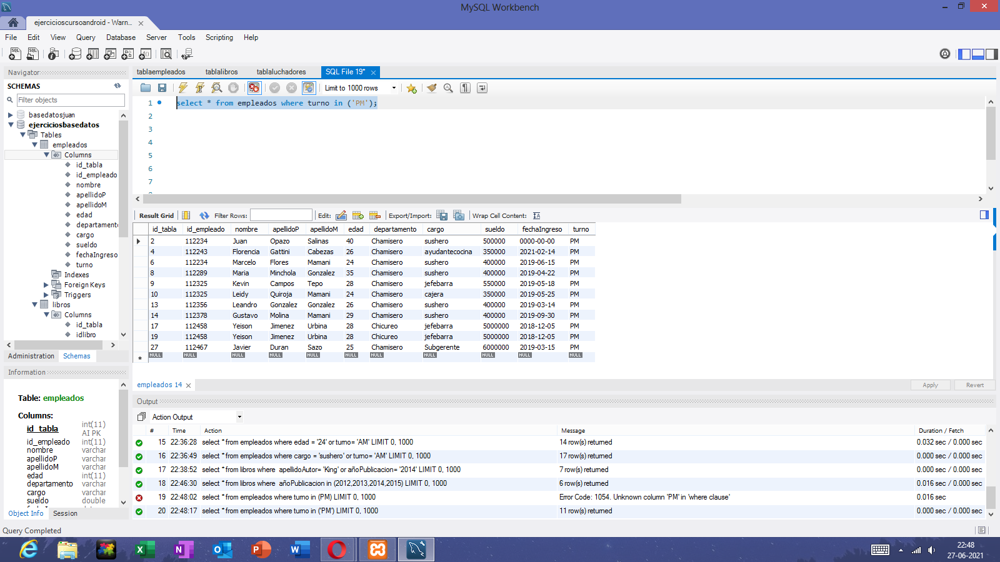 MySQL Workbench
ejercicioscursoandroid - Warn...
File Edit View Query Database Server Tools Scripting Help
Navigator
SCHEMAS
Filter objects
basedatosjuan
ejerciciosbasedatos
Tables
empleados
Columns
id_tabla
id_empleado
nombre
apellidoP
apellidoM
edad
departamento
cargo
sueldo
fechaIngreso
turno
Indexes
Foreign Keys
Triggers
libros
Columns
id_tabla
idlibro
Administration Schemas
Information
Table: empleados
Columns:
id_tabla int(11) AI PK
id_empleado int(11)
nombre varchar
apellidoP varchar
apellidoM varchar
edad int(11)
departamento varchar
cargo varchar
sueldo double
Object Info Session
tablaempleados tablalibros tablaluchadores SQL File 19*
Limit to 1000 rows
1 select * from empleados where turno in ('PM');
2
3
4
5
6
7
Result Grid Filter Rows: Edit: Export/Import: Wrap Cell Content:
id_tabla id_empleado nombre apellidoP apellidoM edad departamento cargo sueldo fechaIngreso turno
2 112234 Juan Opazo Salinas 40 Chamisero sushero 500000 0000-00-00 PM
4 112243 Florencia Gattini Cabezas 26 Chamisero ayudantecocina 350000 2021-02-14 PM
6 112234 Marcelo Flores Mamani 24 Chamisero sushero 400000 2019-06-15 PM
8 112289 Maria Minchola Gonzalez 35 Chamisero sushero 400000 2019-04-22 PM
9 112325 Kevin Campos Tepo 28 Chamisero jefebarra 550000 2019-05-18 PM
10 112325 Leidy Quiroja Mamani 24 Chamisero cajera 350000 2019-05-25 PM
13 112356 Leandro Gonzalez Gonzalez 26 Chamisero sushero 400000 2019-03-14 PM
14 112378 Gustavo Molina Mamani 29 Chamisero sushero 400000 2019-09-30 PM
17 112458 Yeison Jimenez Urbina 28 Chicureo jefebarra 5000000 2018-12-05 PM
19 112458 Yeison Jimenez Urbina 28 Chicureo jefebarra 5000000 2018-12-05 PM
27 112467 Javier Duran Sazo 25 Chamisero Subgerente 6000000 2019-03-15 PM
NULL NULL NULL NULL NULL NULL NULL NULL NULL NULL NULL
empleados 14 Apply Revert
Output
Action Output
# Time Action Message Duration / Fetch
15 22:36:28 select * from empleados where edad = '24' or turno= 'AM' LIMIT 0, 1000 14 row(s) returned 0.032 sec / 0.000 sec
16 22:36:49 select * from empleados where cargo = 'sushero' or turno= 'AM' LIMIT 0, 1000 17 row(s) returned 0.000 sec / 0.000 sec
17 22:38:52 select * from libros where apellidoAutor= 'King' or añoPublicacion= '2014' LIMIT 0, 1000 7 row(s) returned 0.000 sec / 0.000 sec
18 22:46:30 select * from libros where añoPublicacion in (2012,2013,2014,2015) LIMIT 0, 1000 6 row(s) returned 0.016 sec / 0.000 sec
19 22:48:02 select * from empleados where turno in (PM) LIMIT 0, 1000 Error Code: 1054. Unknown column 'PM' in 'where clause' 0.016 sec
20 22:48:17 select * from empleados where turno in ('PM') LIMIT 0, 1000 11 row(s) returned 0.000 sec / 0.000 sec
Query Completed
22:48
27-06-2021